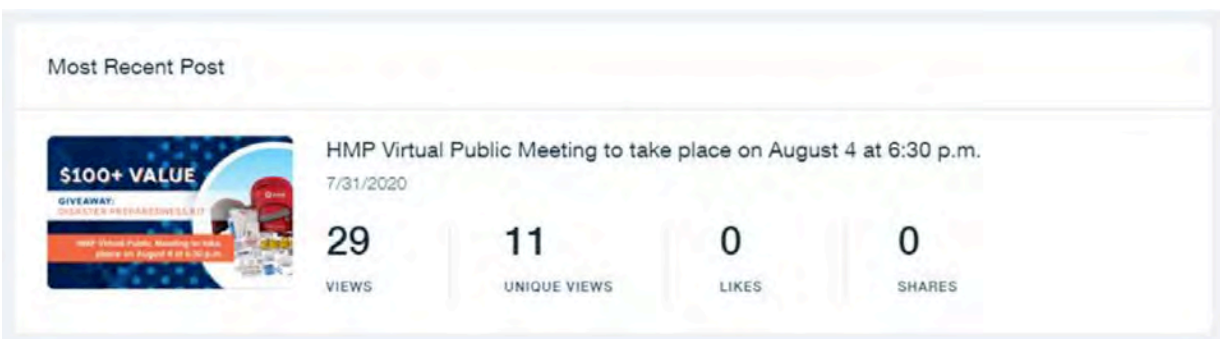 Most Recent Post
$100+ VALUE
GIVEAWAY:
DISASTER PREPAREDNESS KIT
HMP Virtual Public Meeting to take
place on August 4 at 6:30 p.m.
HMP Virtual Public Meeting to take place on August 4 at 6:30 p.m.
7/31/2020
29
11
0
0
VIEWS
UNIQUE VIEWS
LIKES
SHARES